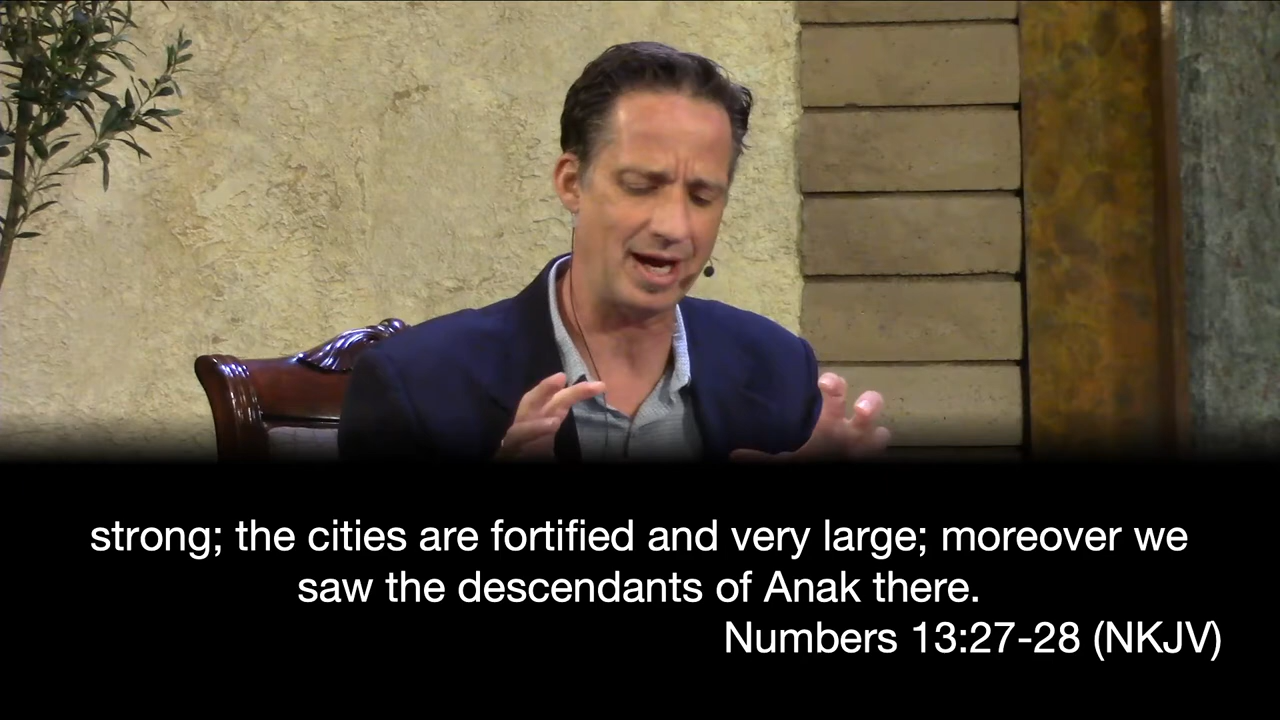 strong; the cities are fortified and very large; moreover we
saw the descendants of Anak there.
Numbers 13:27-28 (NKJV)